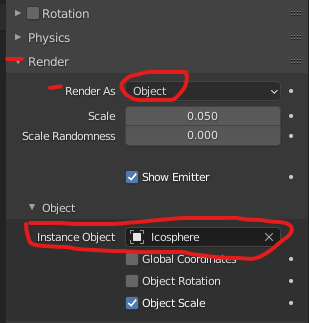 Rotation
Physics
Render
Render As Object
Scale 0.050
Scale Randomness 0.000
Show Emitter
Object
Instance Object Icosphere
Global Coordinates
Object Rotation
Object Scale